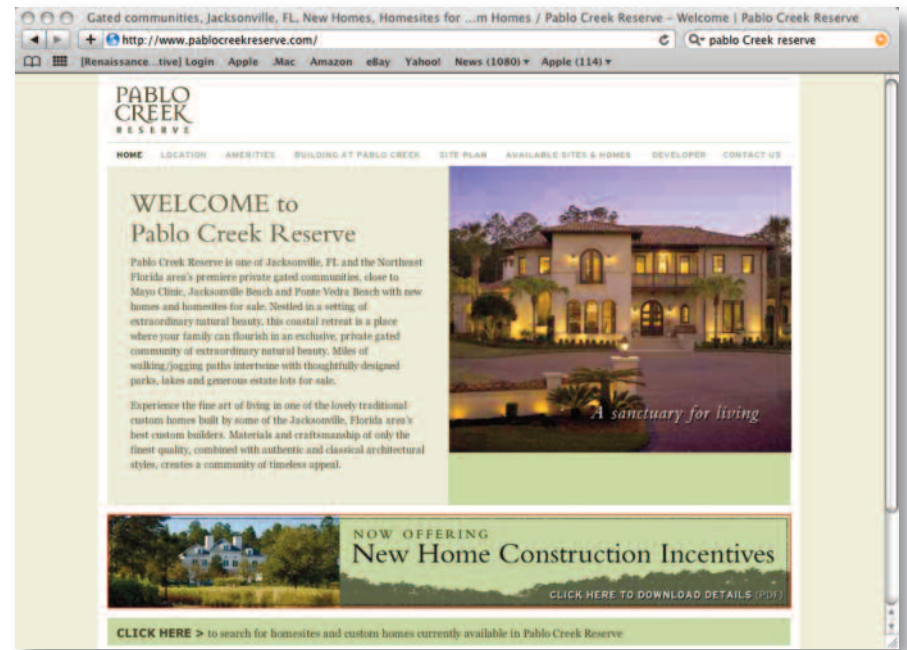 Gated communities, Jacksonville, FL, New Homes, Homesites for ...m Homes / Pablo Creek Reserve – Welcome | Pablo Creek Reserve
http://www.pablocreekreserve.com/
pablo Creek reserve
[Renaissance...tive] Login Apple .Mac Amazon eBay Yahoo! News (1080) Apple (114)
PABLO
CREEK
RESERVE
HOME LOCATION AMENITIES BUILDING AT PABLO CREEK SITE PLAN AVAILABLE SITES & HOMES DEVELOPER CONTACT US
WELCOME to
Pablo Creek Reserve
Pablo Creek Reserve is one of Jacksonville, FL and the Northeast
Florida area's premiere private gated communities, close to
Mayo Clinic, Jacksonville Beach and Ponte Vedra Beach with new
homes and homesites for sale. Nestled in a setting of
extraordinary natural beauty, this coastal retreat is a place
where your family can flourish in an exclusive, private gated
community of extraordinary natural beauty. Miles of
walking/jogging paths intertwine with thoughtfully designed
parks, lakes and generous estate lots for sale.
Experience the fine art of living in one of the lovely traditional
custom homes built by some of the Jacksonville, Florida area's
best custom builders. Materials and craftsmanship of only the
finest quality, combined with authentic and classical architectural
styles, creates a community of timeless appeal.
A sanctuary for living
NOW OFFERING
New Home Construction Incentives
CLICK HERE TO DOWNLOAD DETAILS (PDF)
CLICK HERE > to search for homesites and custom homes currently available in Pablo Creek Reserve